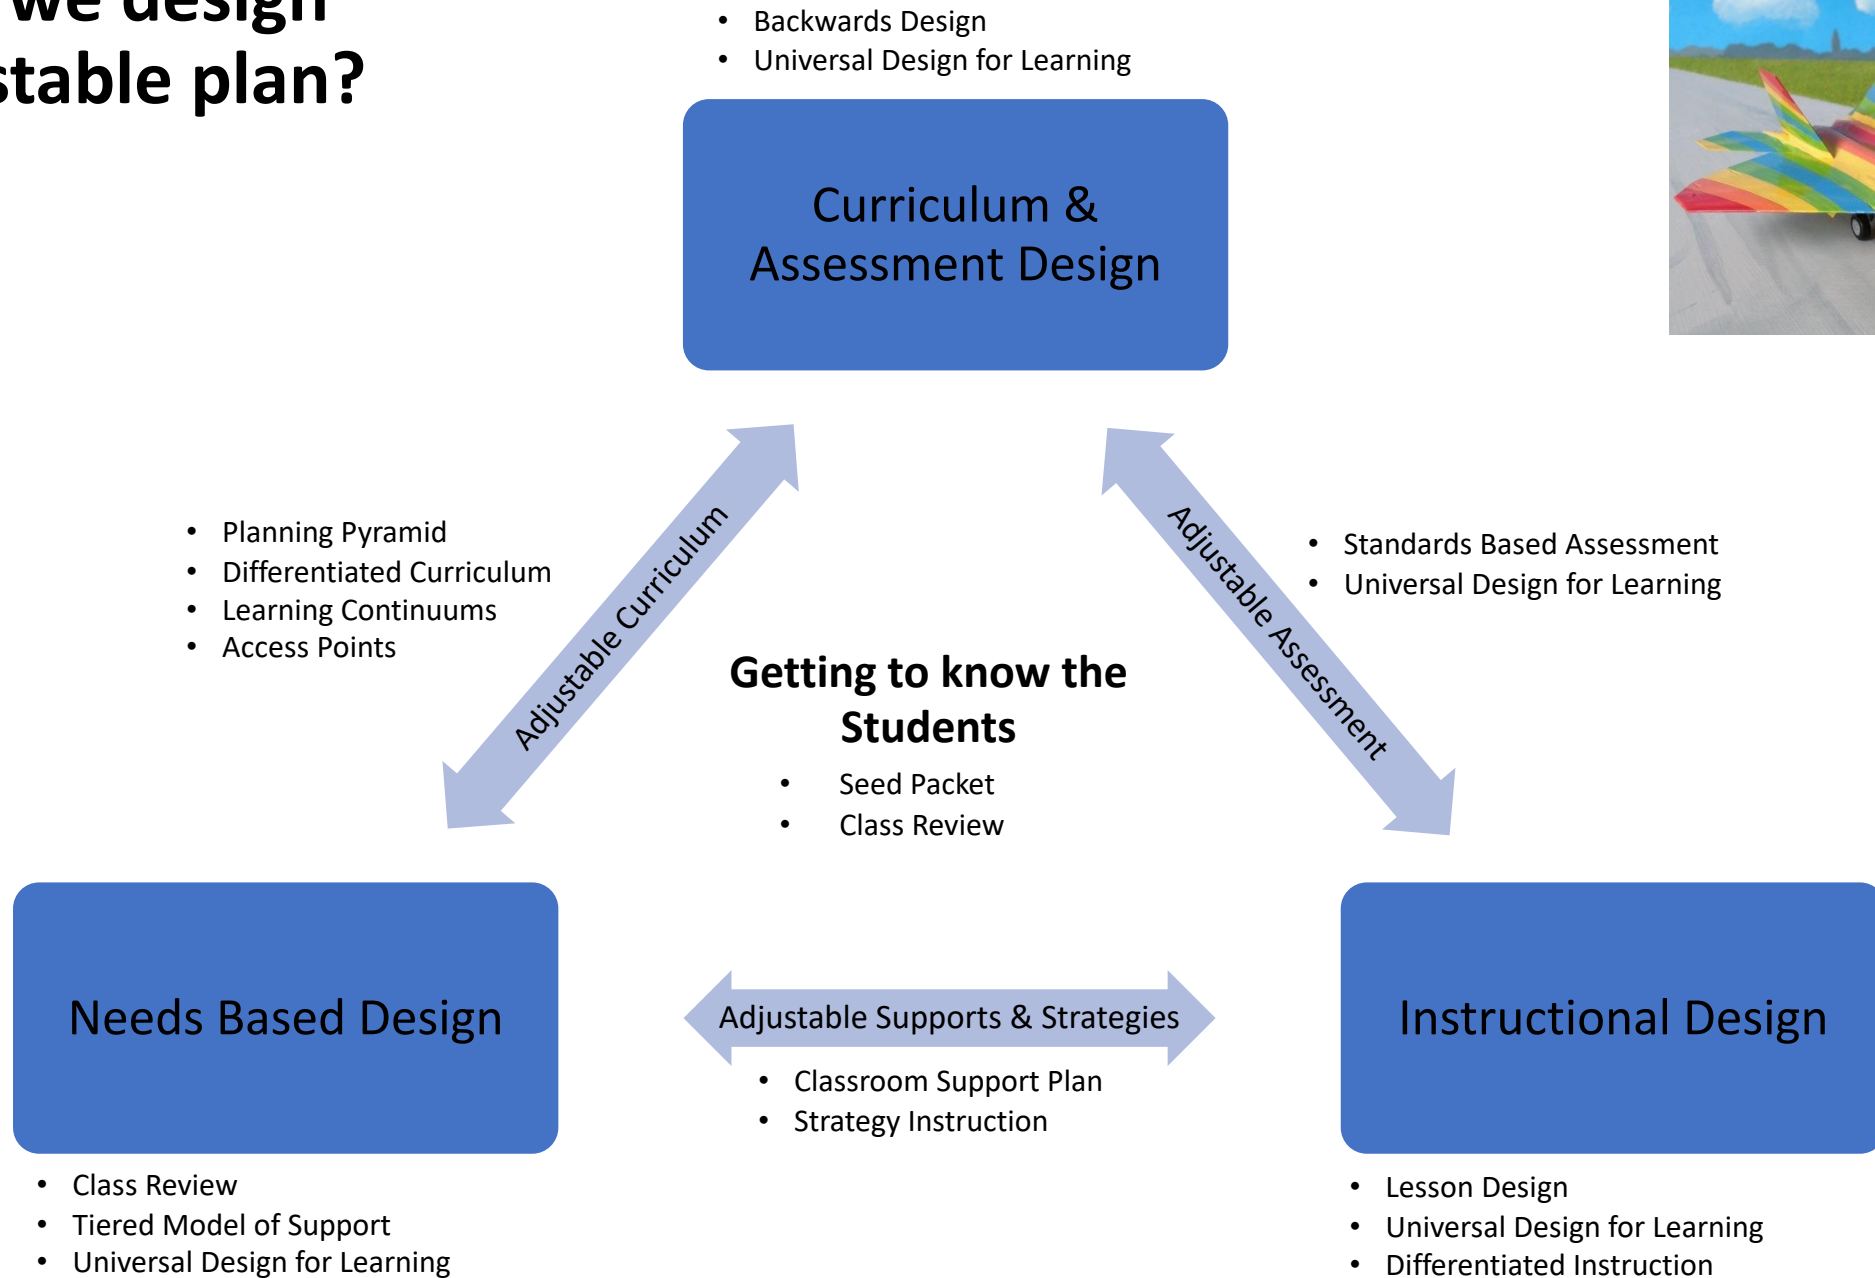 we design
stable plan?
• Backwards Design
• Universal Design for Learning
Curriculum &
Assessment Design
• Planning Pyramid
• Differentiated Curriculum
• Learning Continuums
• Access Points
Adjustable Curriculum
Adjustable Assessment
• Standards Based Assessment
• Universal Design for Learning
Getting to know the
Students
• Seed Packet
• Class Review
Needs Based Design
Adjustable Supports & Strategies
Instructional Design
• Classroom Support Plan
• Strategy Instruction
• Class Review
• Tiered Model of Support
• Universal Design for Learning
• Lesson Design
• Universal Design for Learning
• Differentiated Instruction